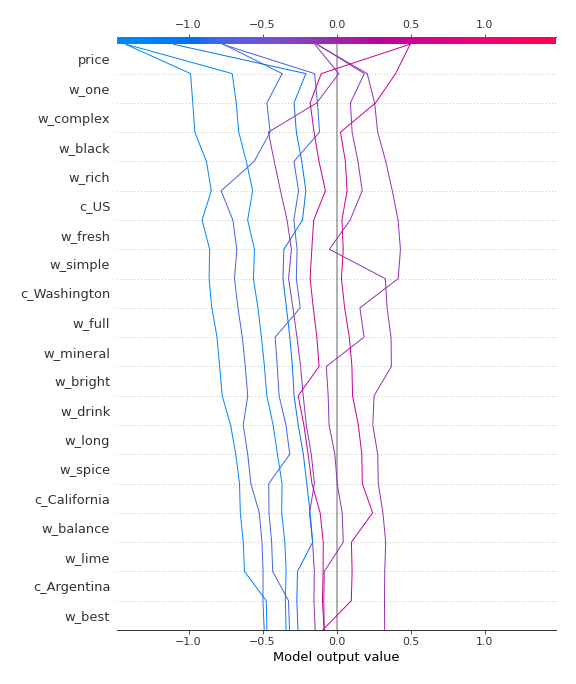 −1.0 −0.5 0.0 0.5 1.0
price
w_one
w_complex
w_black
w_rich
c_US
w_fresh
w_simple
c_Washington
w_full
w_mineral
w_bright
w_drink
w_long
w_spice
c_California
w_balance
w_lime
c_Argentina
w_best
−1.0 −0.5 0.0 0.5 1.0
Model output value